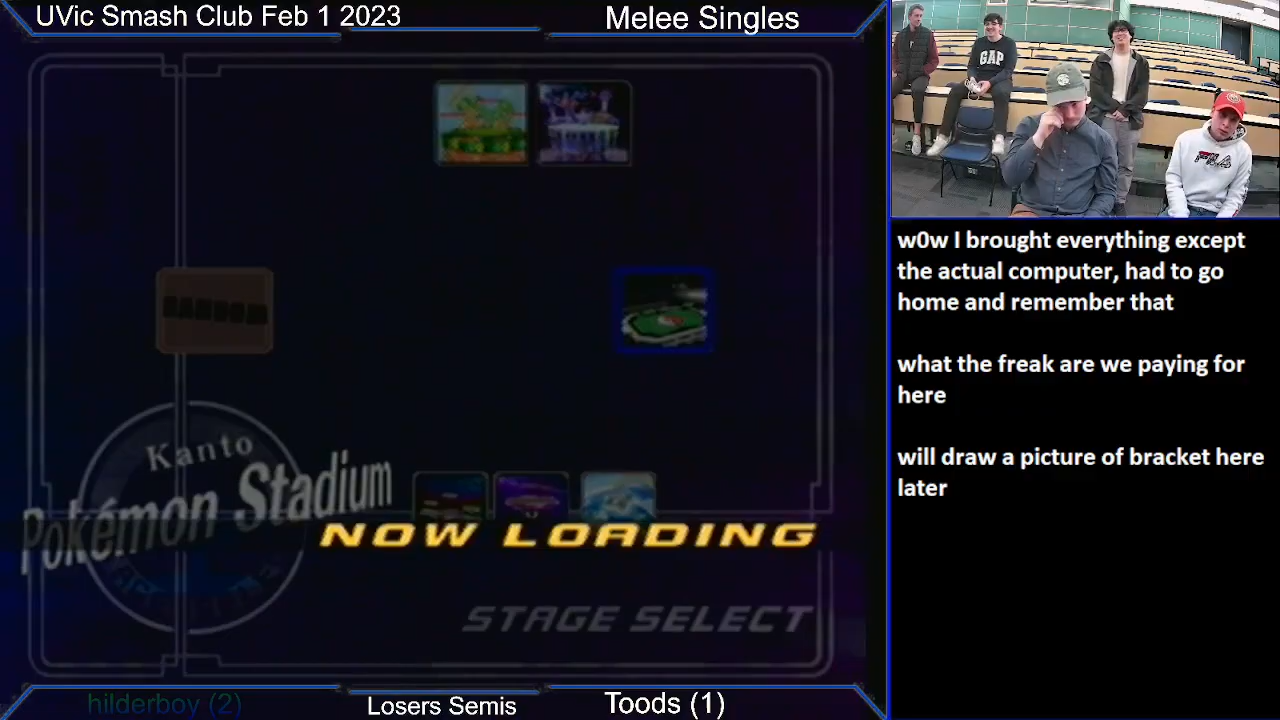 UVic Smash Club Feb 1 2023
Melee Singles
GAP
FILA
w0w I brought everything except
the actual computer, had to go
home and remember that
what the freak are we paying for
here
will draw a picture of bracket here
later
RANDOM
Kanto
Pokémon Stadium
NOW LOADING
STAGE SELECT
hilderboy (2)
Losers Semis
Toods (1)